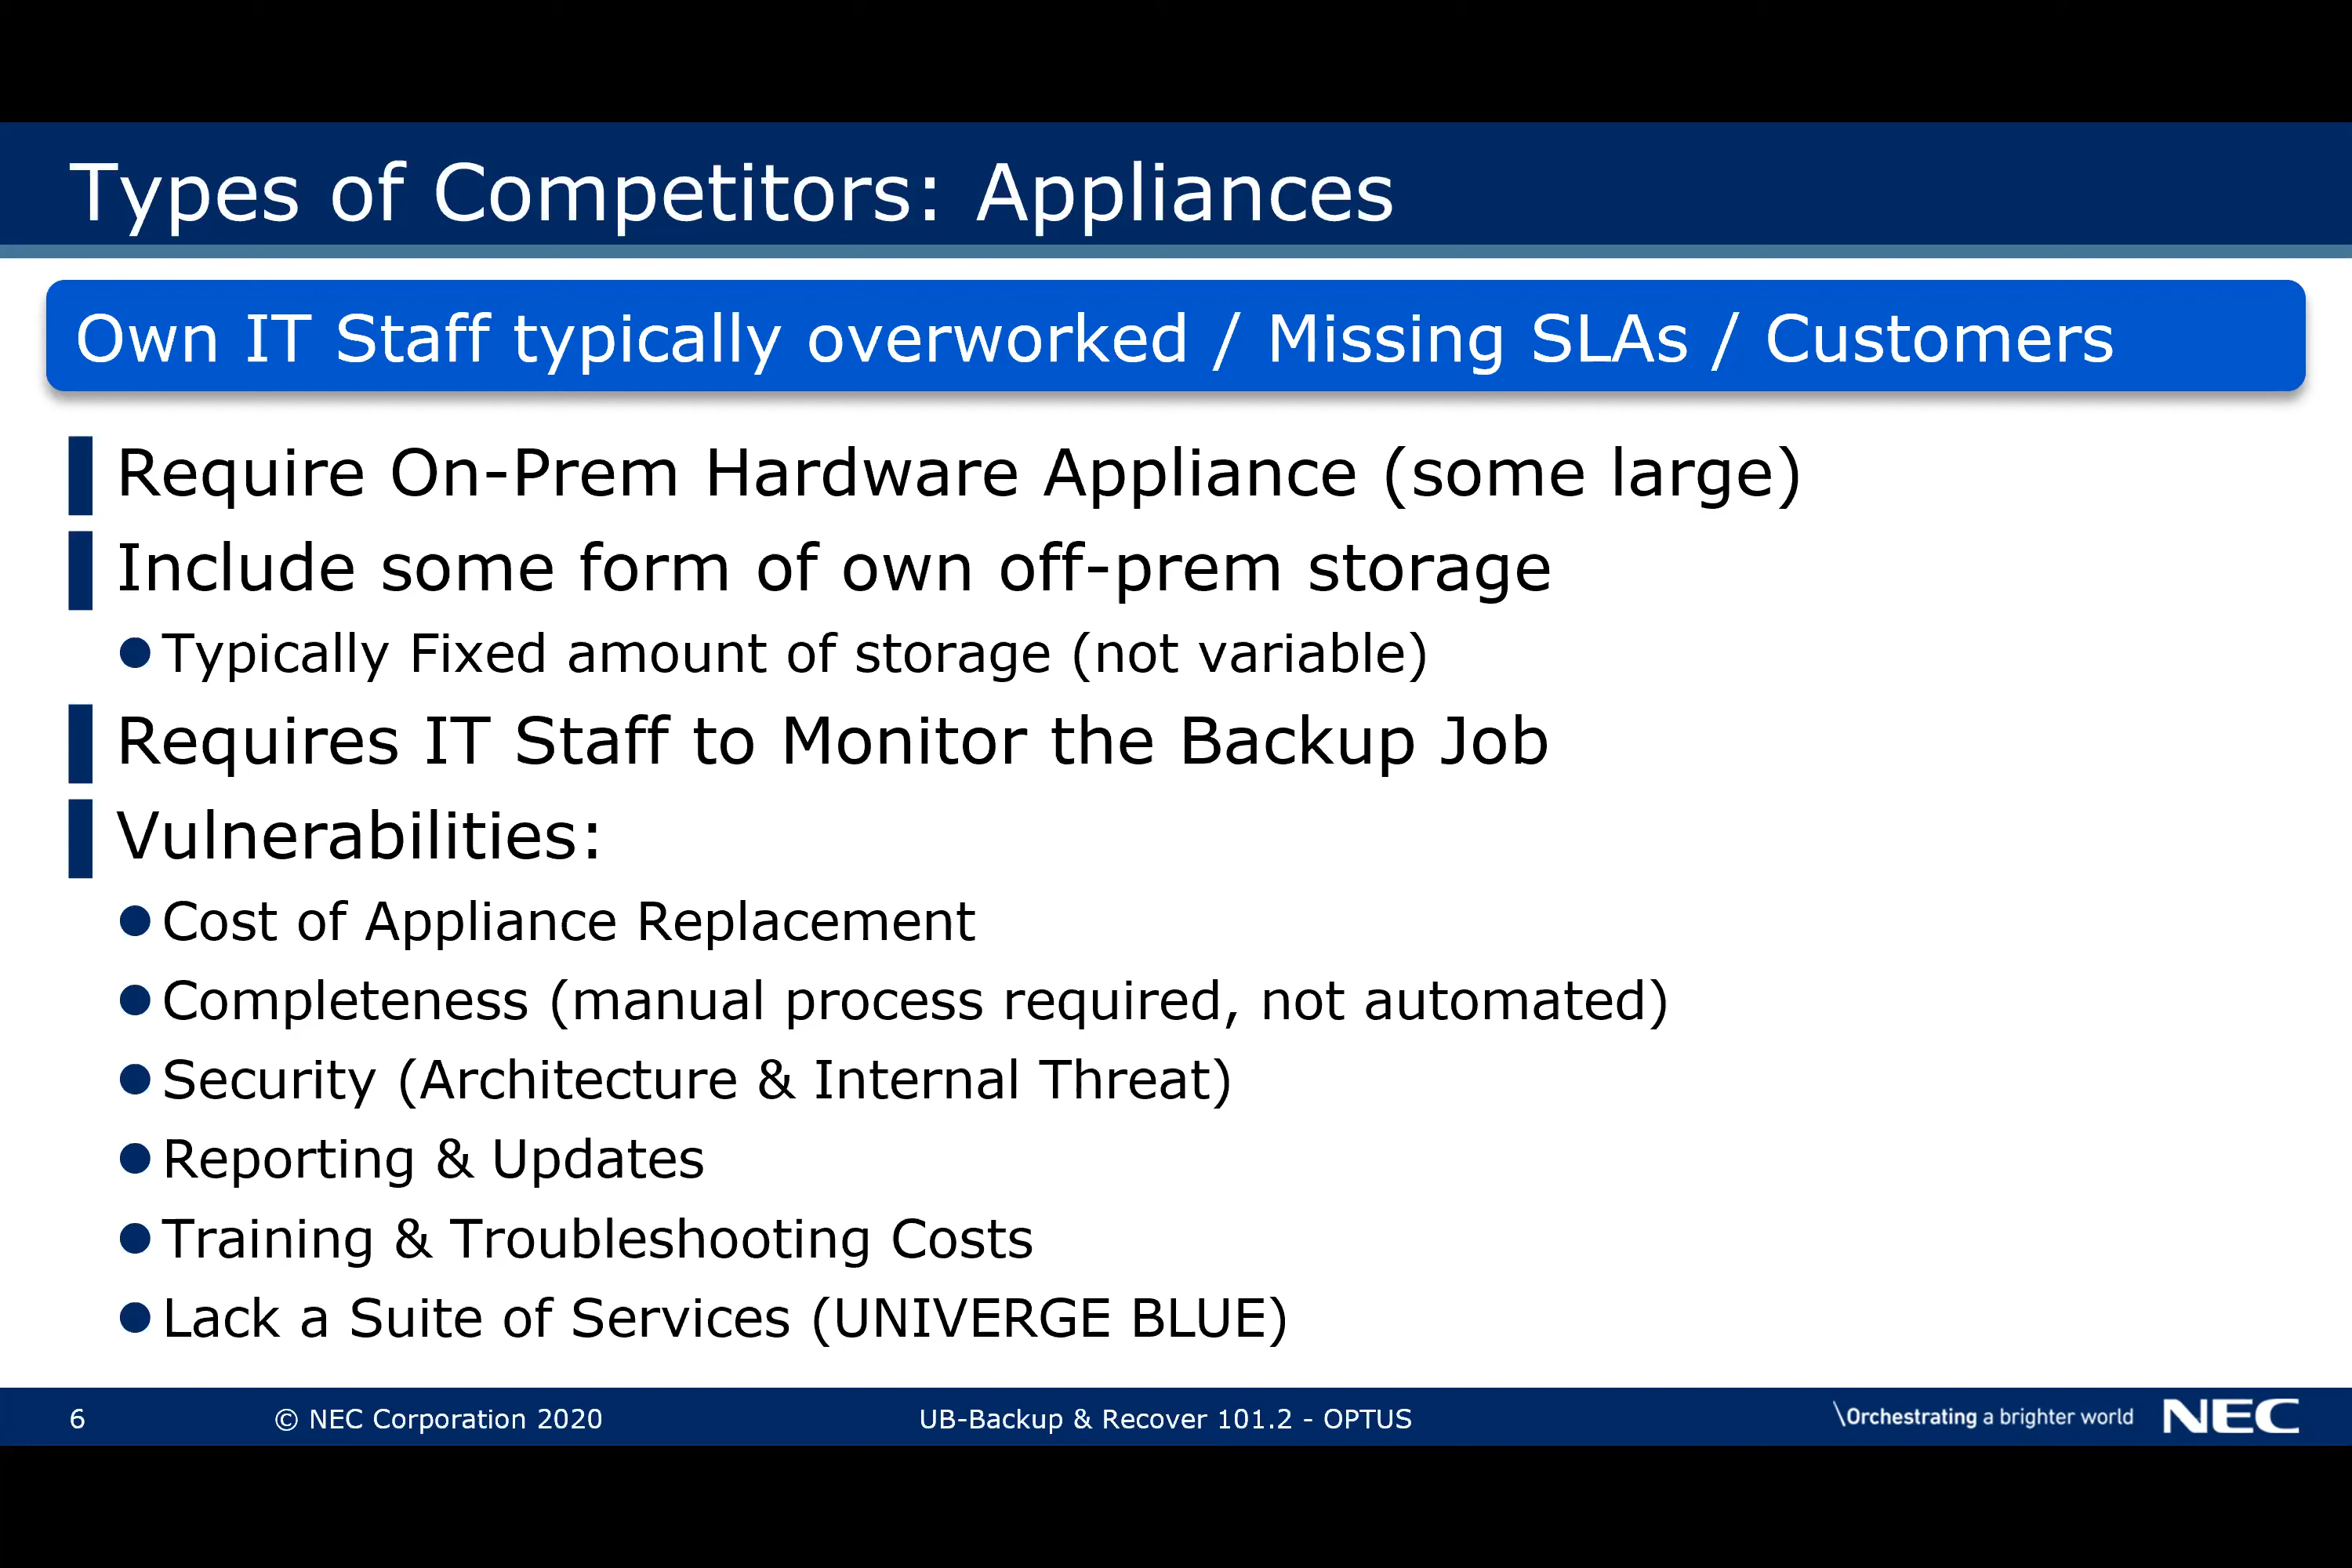 Types of Competitors: Appliances
Own IT Staff typically overworked / Missing SLAs / Customers
Require On-Prem Hardware Appliance (some large)
Include some form of own off-prem storage
Typically Fixed amount of storage (not variable)
Requires IT Staff to Monitor the Backup Job
Vulnerabilities:
Cost of Appliance Replacement
Completeness (manual process required, not automated)
Security (Architecture & Internal Threat)
Reporting & Updates
Training & Troubleshooting Costs
Lack a Suite of Services (UNIVERGE BLUE)
6 © NEC Corporation 2020 UB-Backup & Recover 101.2 - OPTUS \Orchestrating a brighter world NEC